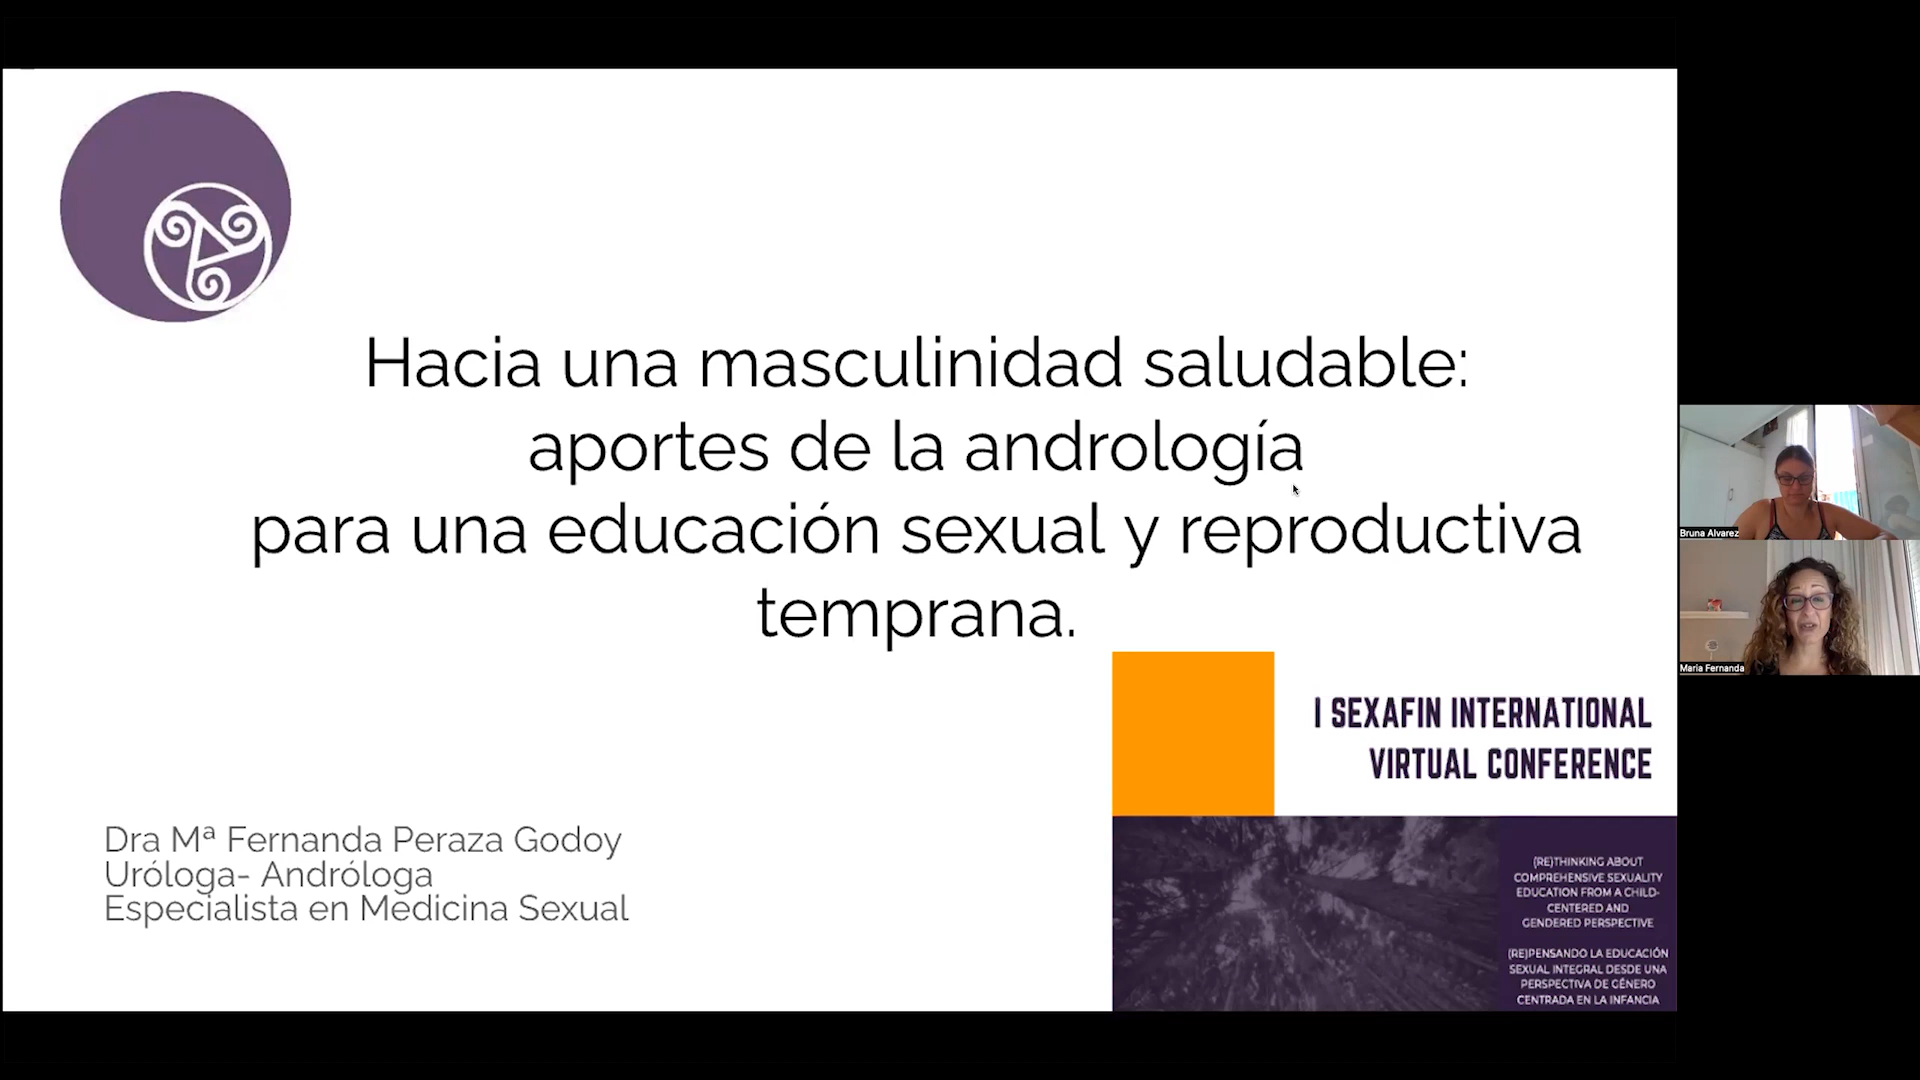 Hacia una masculinidad saludable:
aportes de la andrología
para una educación sexual y reproductiva
temprana.
I SEXAFIN INTERNATIONAL
VIRTUAL CONFERENCE
Dra Mª Fernanda Peraza Godoy
Uróloga- Andróloga
Especialista en Medicina Sexual
(RE)THINKING ABOUT
COMPREHENSIVE SEXUALITY
EDUCATION FROM A CHILD-
CENTERED AND
GENDERED PERSPECTIVE
(RE)PENSANDO LA EDUCACIÓN
SEXUAL INTEGRAL DESDE UNA
PERSPECTIVA DE GÉNERO
CENTRADA EN LA INFANCIA
Bruna Alvarez
Maria Fernanda